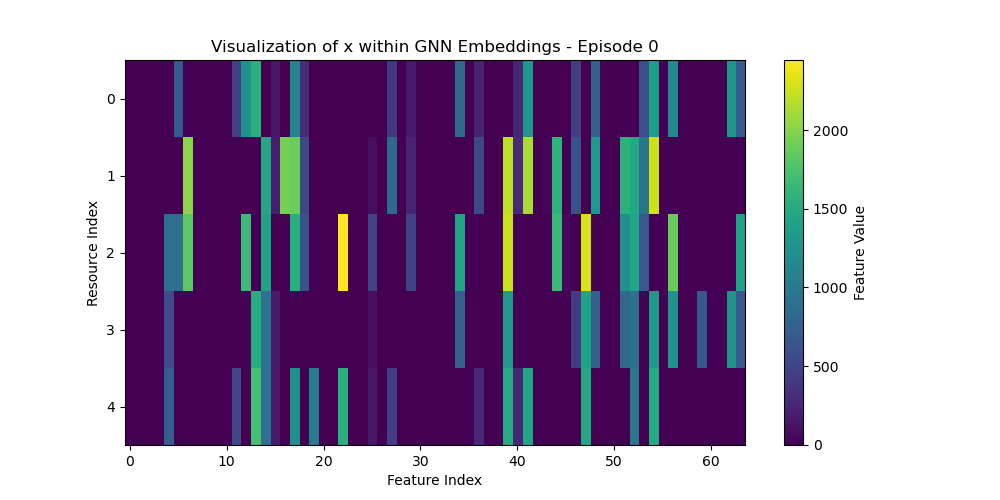 Visualization of x within GNN Embeddings - Episode 0
Resource Index
0
1
2
3
4
0 10 20 30 40 50 60
Feature Index
2000
1500
1000
500
0
Feature Value